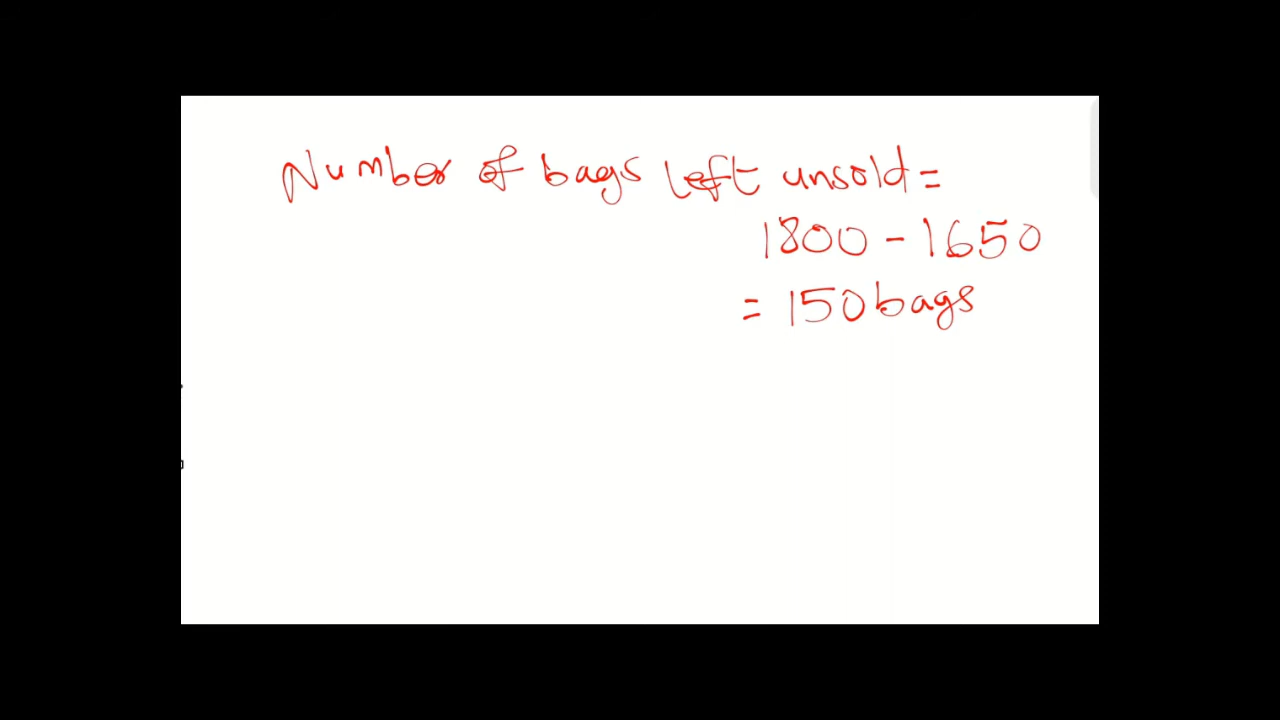 Number of bags left unsold =
1800 - 1650
= 150 bags